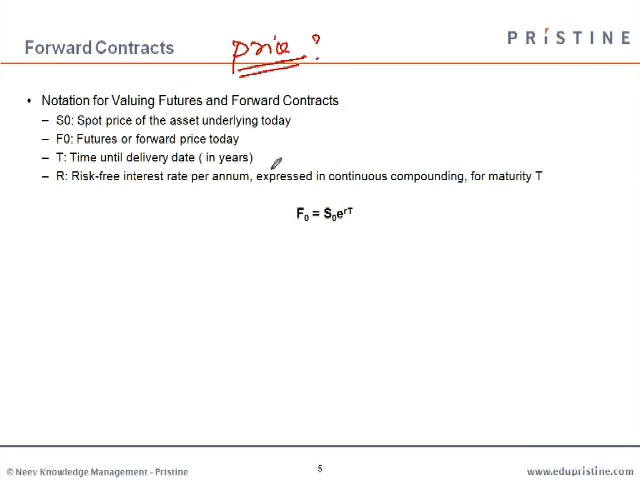 Forward Contracts
price ?
PRISTINE
• Notation for Valuing Futures and Forward Contracts
– S0: Spot price of the asset underlying today
– F0: Futures or forward price today
– T: Time until delivery date ( in years)
– R: Risk-free interest rate per annum, expressed in continuous compounding, for maturity T
F₀ = S₀eʳᵀ
© Neev Knowledge Management - Pristine
5
www.edupristine.com